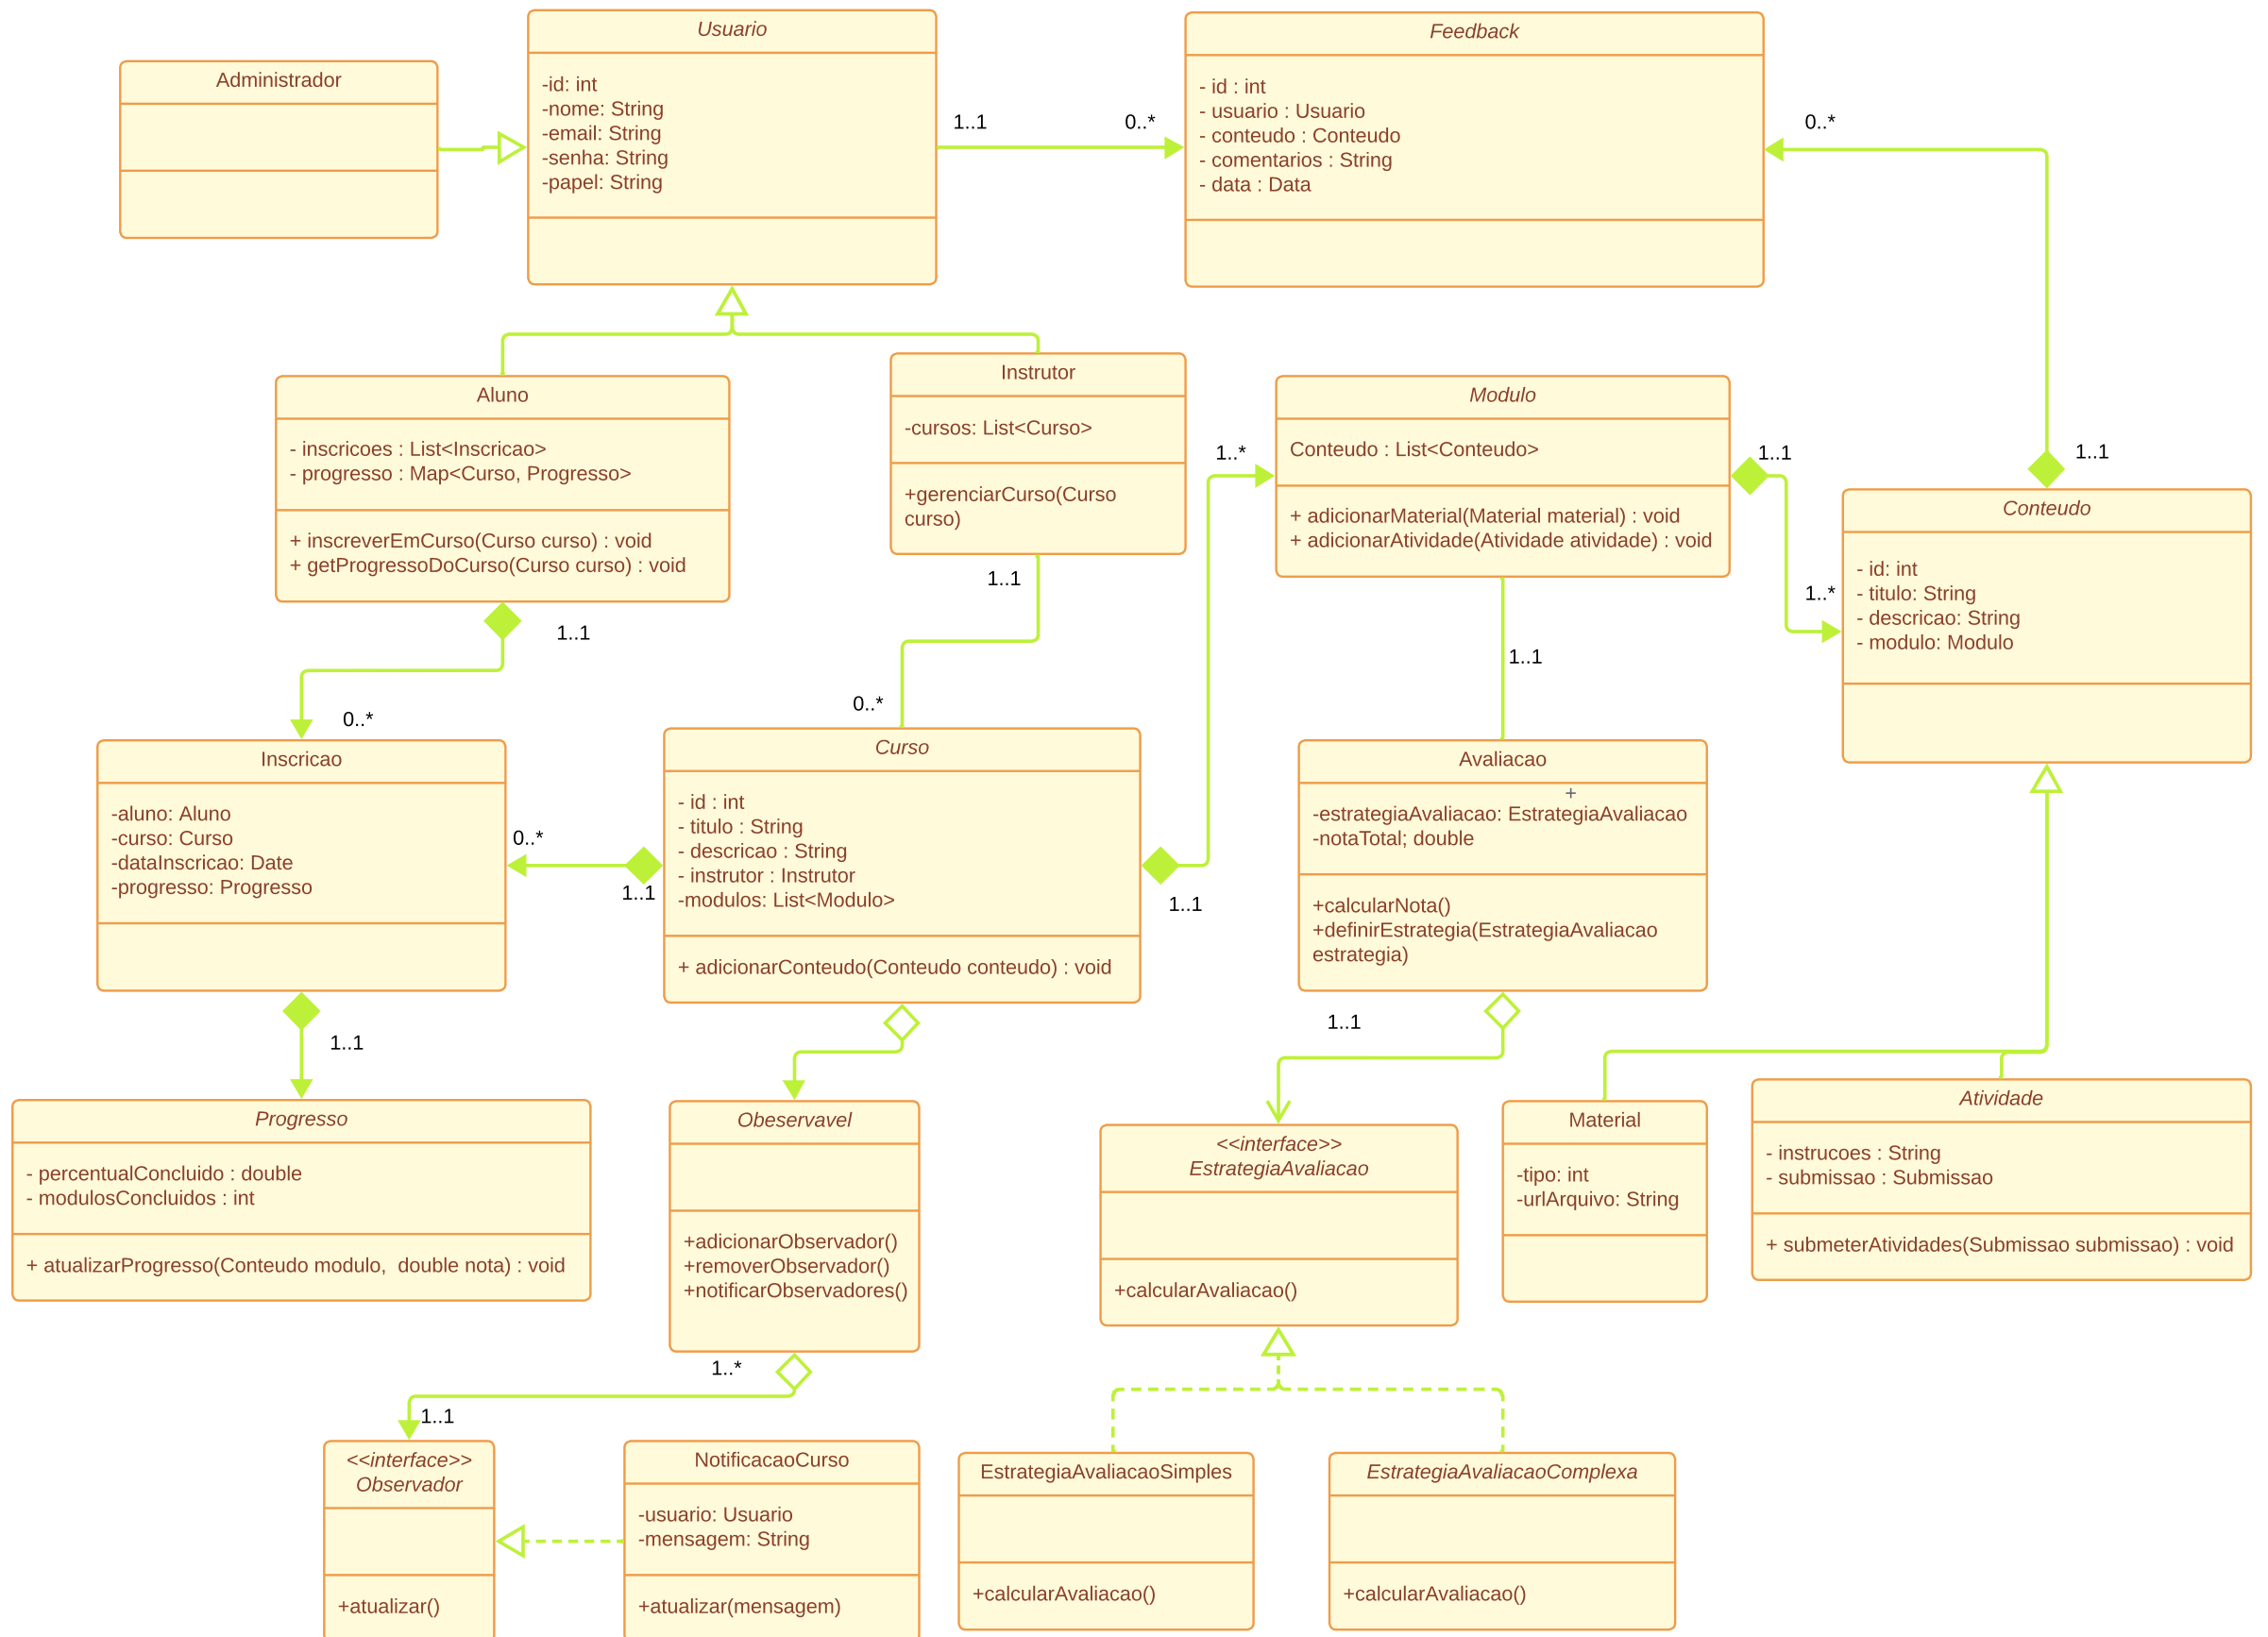 Usuario
-id: int
-nome: String
-email: String
-senha: String
-papel: String
Feedback
- id : int
- usuario : Usuario
- conteudo : Conteudo
- comentarios : String
- data : Data
Administrador
1..1
0..*
0..*
Aluno
- inscricoes : List<Inscricao>
- progresso : Map<Curso, Progresso>
+ inscreverEmCurso(Curso curso) : void
+ getProgressoDoCurso(Curso curso) : void
Instrutor
-cursos: List<Curso>
+gerenciarCurso(Curso
curso)
Modulo
Conteudo : List<Conteudo>
+ adicionarMaterial(Material material) : void
+ adicionarAtividade(Atividade atividade) : void
1..*
1..1
1..1
Conteudo
- id: int
- titulo: String
- descricao: String
- modulo: Modulo
1..*
1..1
1..1
1..1
0..*
0..*
Inscricao
-aluno: Aluno
-curso: Curso
-dataInscricao: Date
-progresso: Progresso
0..*
1..1
Curso
- id : int
- titulo : String
- descricao : String
- instrutor : Instrutor
-modulos: List<Modulo>
+ adicionarConteudo(Conteudo conteudo) : void
1..1
Avaliacao
+
-estrategiaAvaliacao: EstrategiaAvaliacao
-notaTotal; double
+calcularNota()
+definirEstrategia(EstrategiaAvaliacao
estrategia)
1..1
1..1
Progresso
- percentualConcluido : double
- modulosConcluidos : int
+ atualizarProgresso(Conteudo modulo,  double nota) : void
Obeservavel
+adicionarObservador()
+removerObservador()
+notificarObservadores()
<<interface>>
EstrategiaAvaliacao
+calcularAvaliacao()
Material
-tipo: int
-urlArquivo: String
Atividade
- instrucoes : String
- submissao : Submissao
+ submeterAtividades(Submissao submissao) : void
1..*
1..1
<<interface>>
Observador
+atualizar()
NotificacaoCurso
-usuario: Usuario
-mensagem: String
+atualizar(mensagem)
EstrategiaAvaliacaoSimples
+calcularAvaliacao()
EstrategiaAvaliacaoComplexa
+calcularAvaliacao()